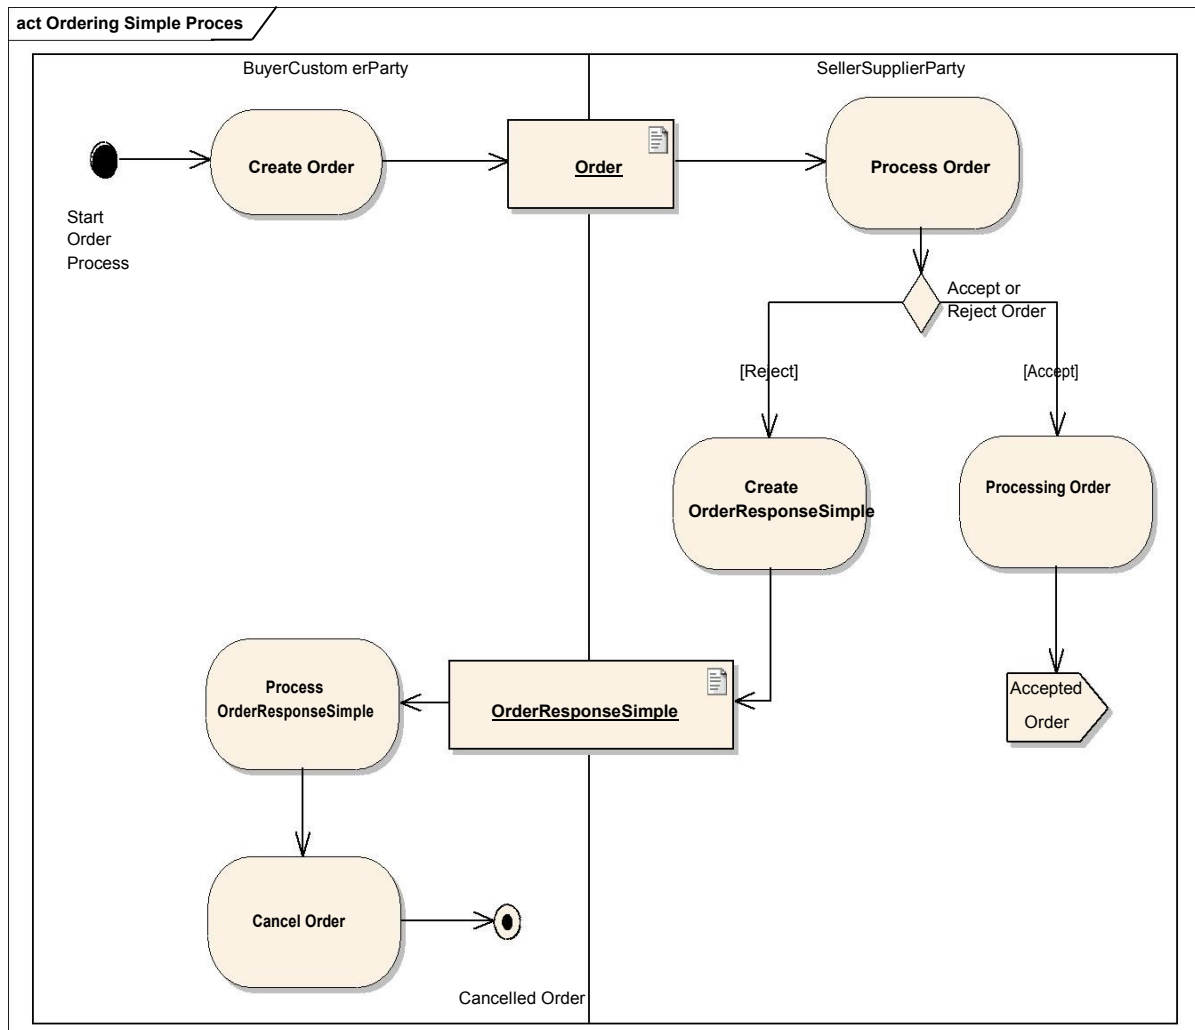 act Ordering Simple Proces
BuyerCustom erParty
SellerSupplierParty
Create Order
Order
Process Order
Start
Order
Process
Accept or
Reject Order
[Reject]
[Accept]
Create
OrderResponseSimple
Processing Order
Process
OrderResponseSimple
OrderResponseSimple
Accepted
Order
Cancel Order
Cancelled Order